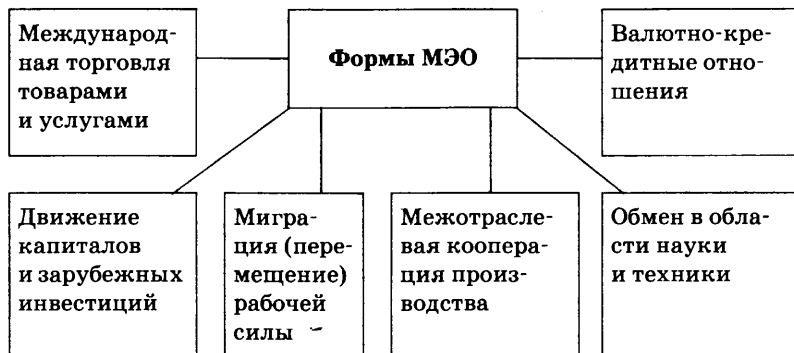 Международ-
ная торговля
товарами
и услугами
Формы МЭО
Валютно-кре-
дитные отно-
шения
Движение
капиталов
и зарубежных
инвестиций
Мигра-
ция (пере-
мещение)
рабочей
силы
Межотрасле-
вая коопера-
ция произ-
водства
Обмен в обла-
сти науки
и техники